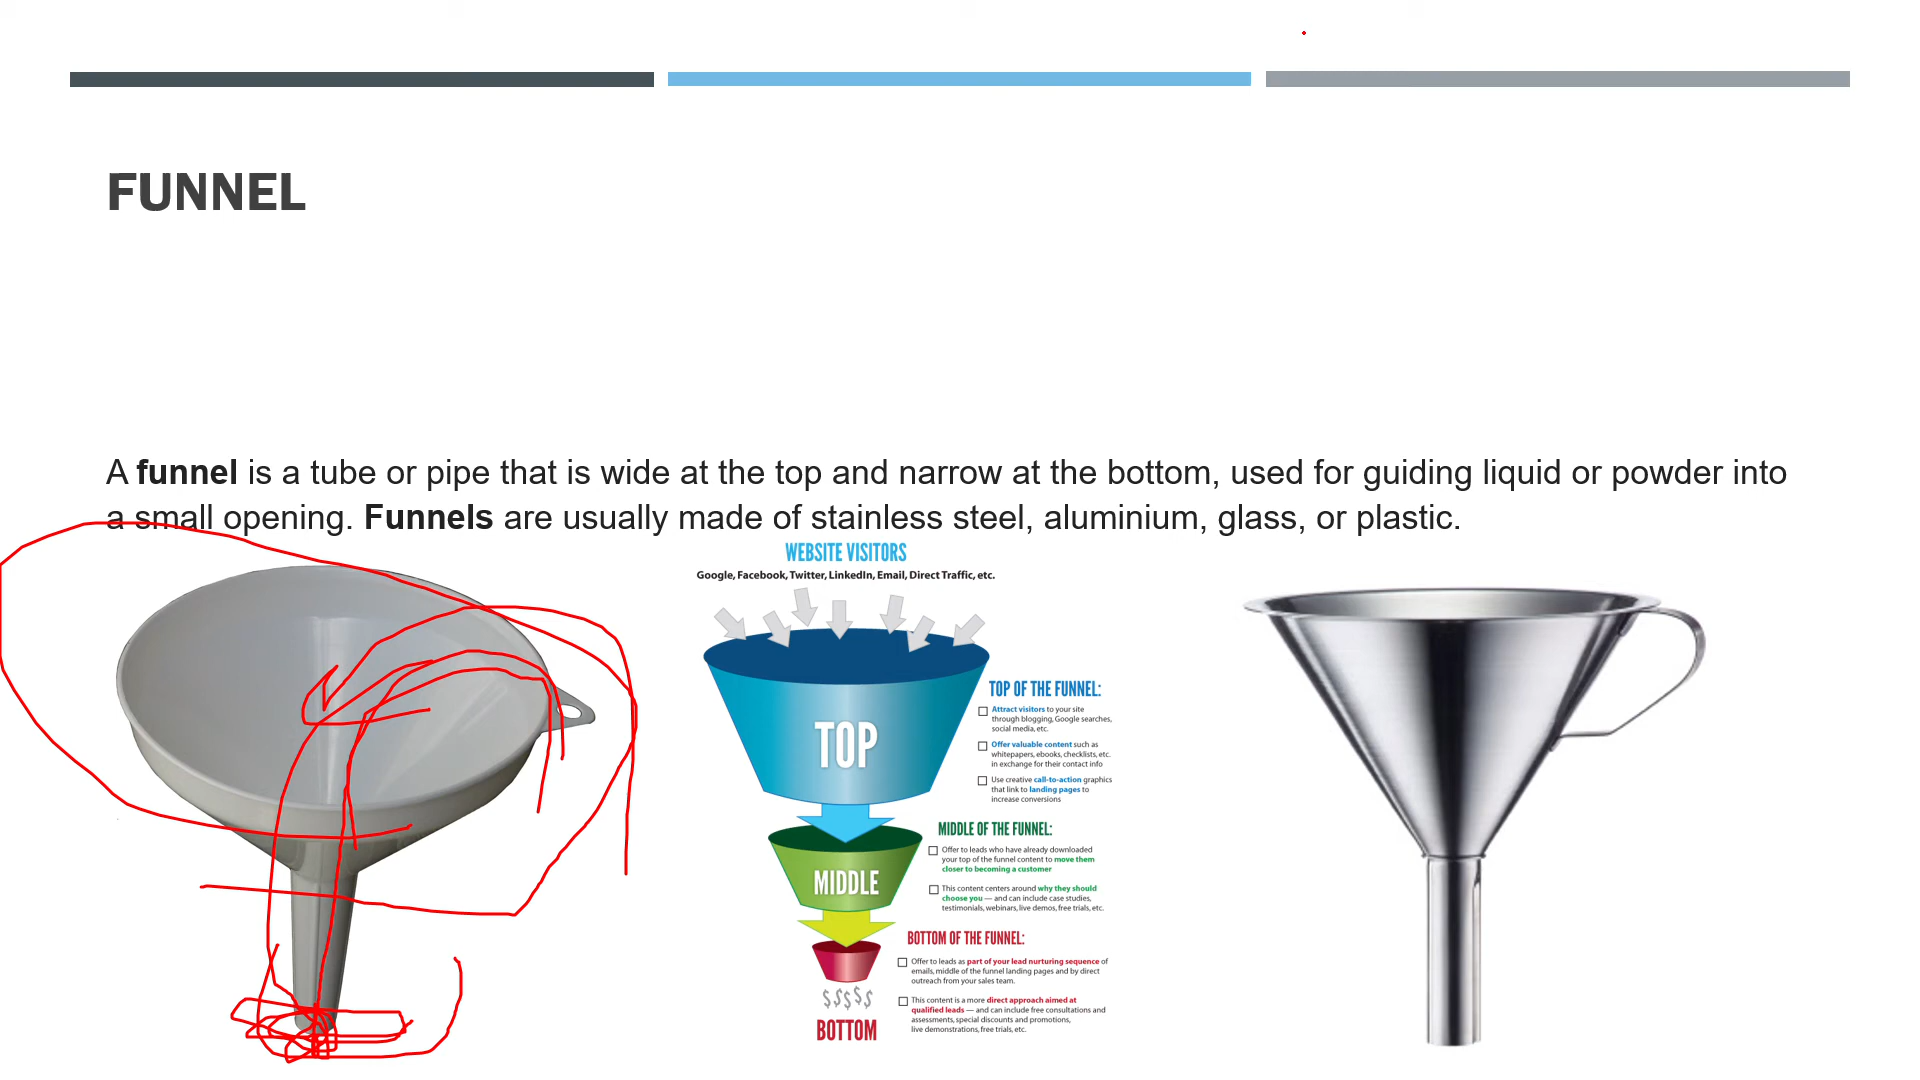 FUNNEL
A funnel is a tube or pipe that is wide at the top and narrow at the bottom, used for guiding liquid or powder into
a small opening. Funnels are usually made of stainless steel, aluminium, glass, or plastic.
WEBSITE VISITORS
Google, Facebook, Twitter, LinkedIn, Email, Direct Traffic, etc.
TOP
TOP OF THE FUNNEL:
Attract visitors to your site
through blogging, Google searches,
social media, etc.
Offer valuable content such as
whitepapers, ebooks, checklists, etc.
in exchange for their contact info
Use creative call-to-action graphics
that link to landing pages to
increase conversions
MIDDLE
MIDDLE OF THE FUNNEL:
Offer to leads who have already downloaded
your top of the funnel content to move them
closer to becoming a customer
This content centers around why they should
choose you — and can include case studies,
testimonials, webinars, live demos, free trials, etc.
BOTTOM OF THE FUNNEL:
Offer to leads as part of your lead nurturing sequence of
emails, middle of the funnel landing pages and by direct
outreach from your sales team.
This content is a more direct approach aimed at
qualified leads — and can include free consultations and
assessments, special discounts and promotions,
live demonstrations, free trials, etc.
$$$$$
BOTTOM